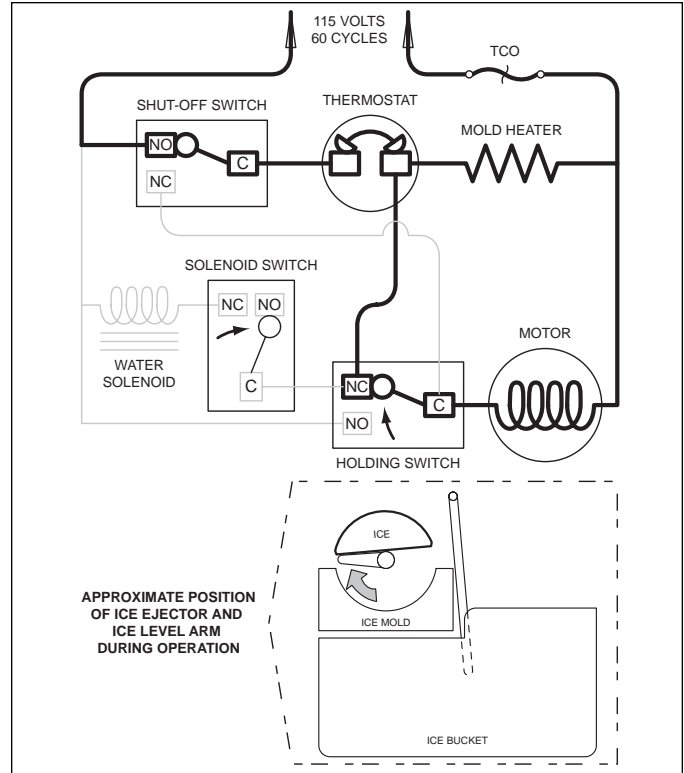 115 VOLTS
60 CYCLES
TCO
SHUT-OFF SWITCH
THERMOSTAT
MOLD HEATER
NO
C
NC
SOLENOID SWITCH
NC
NO
MOTOR
WATER
SOLENOID
C
NC
C
NO
HOLDING SWITCH
ICE
APPROXIMATE POSITION
OF ICE EJECTOR AND
ICE LEVEL ARM
DURING OPERATION
ICE MOLD
ICE BUCKET